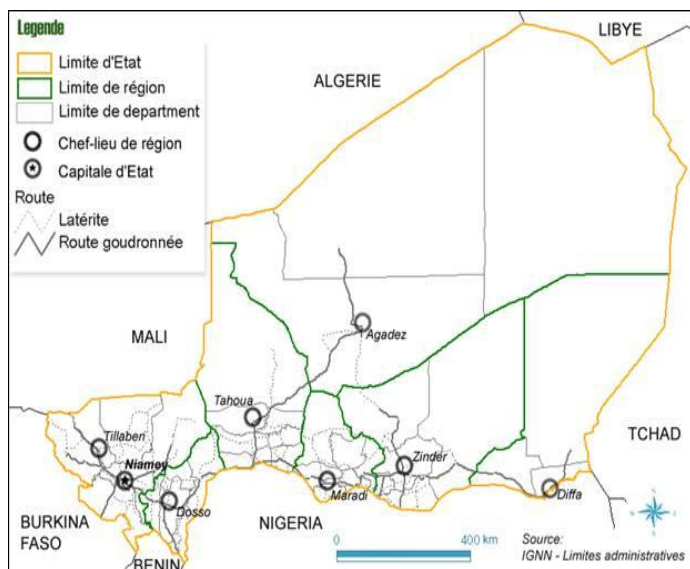 Legende
Limite d'Etat
Limite de région
Limite de department
Chef-lieu de région
Capitale d'Etat
Route
Latérite
Route goudronnée
LIBYE
ALGERIE
MALI
Agadez
Tahoua
Tillaberi
Niamey
Zinder
TCHAD
Maradi
Diffa
Dosso
BURKINA
FASO
NIGERIA
BENIN
0
400 km
Source:
IGNN - Limites administratives